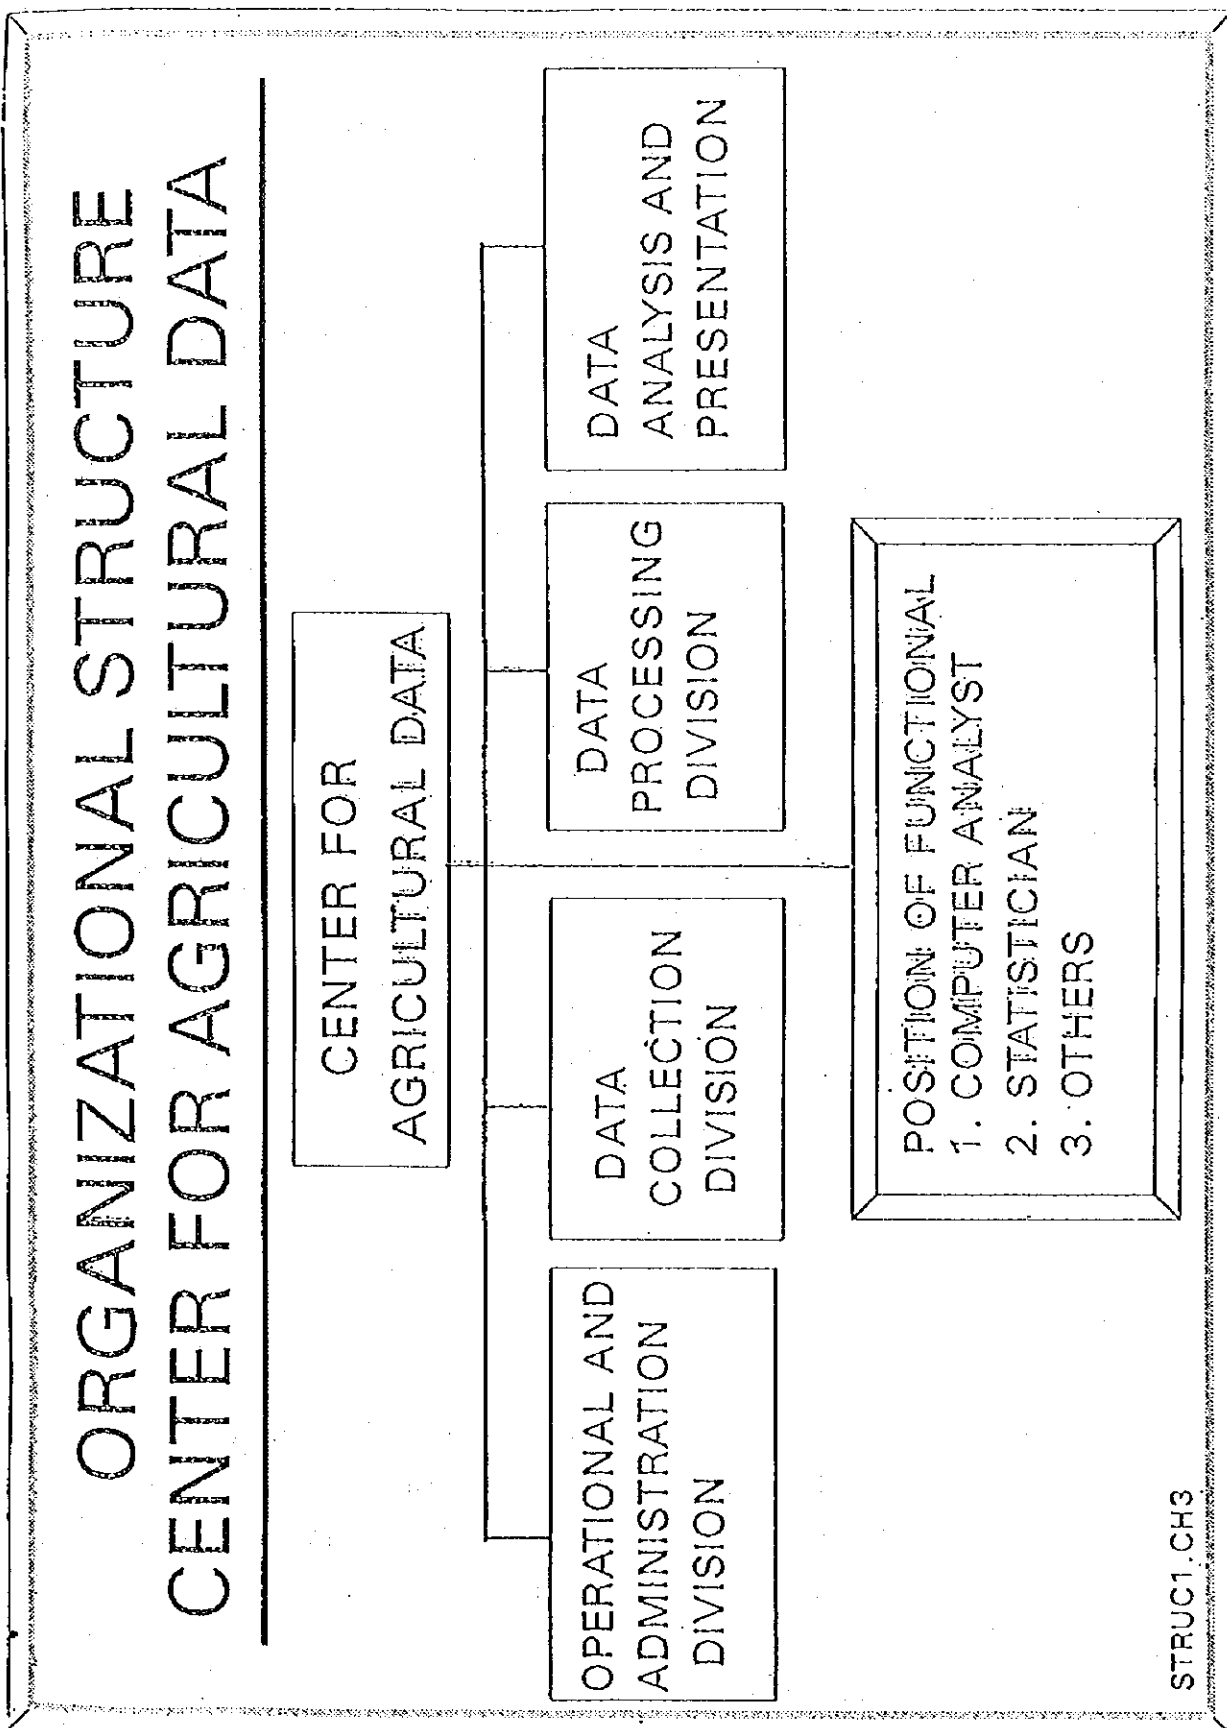 ORGANIZATIONAL STRUCTURE
CENTER FOR AGRICULTURAL DATA
CENTER FOR
AGRICULTURAL DATA
OPERATIONAL AND
ADMINISTRATION
DIVISION
DATA
COLLECTION
DIVISION
DATA
PROCESSING
DIVISION
DATA
ANALYSIS AND
PRESENTATION
POSITION OF FUNCTIONAL
1. COMPUTER ANALYST
2. STATISTICIAN
3. OTHERS
STRUC1.CH3